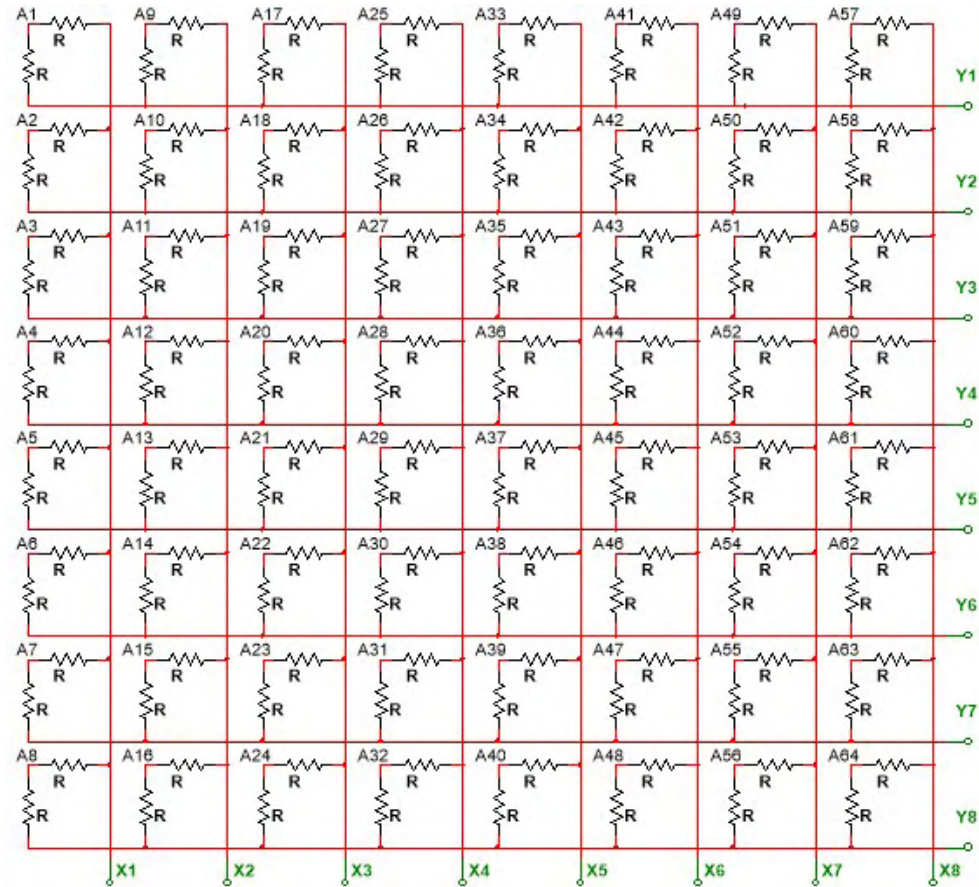 A1 A9 A17 A25 A33 A41 A49 A57
R R R R R R R R
R R R R R R R R Y1
A2 A10 A18 A26 A34 A42 A50 A58
R R R R R R R R
R R R R R R R R Y2
A3 A11 A19 A27 A35 A43 A51 A59
R R R R R R R R
R R R R R R R R Y3
A4 A12 A20 A28 A36 A44 A52 A60
R R R R R R R R
R R R R R R R R Y4
A5 A13 A21 A29 A37 A45 A53 A61
R R R R R R R R
R R R R R R R R Y5
A6 A14 A22 A30 A38 A46 A54 A62
R R R R R R R R
R R R R R R R R Y6
A7 A15 A23 A31 A39 A47 A55 A63
R R R R R R R R
R R R R R R R R Y7
A8 A16 A24 A32 A40 A48 A56 A64
R R R R R R R R
R R R R R R R R Y8
X1 X2 X3 X4 X5 X6 X7 X8